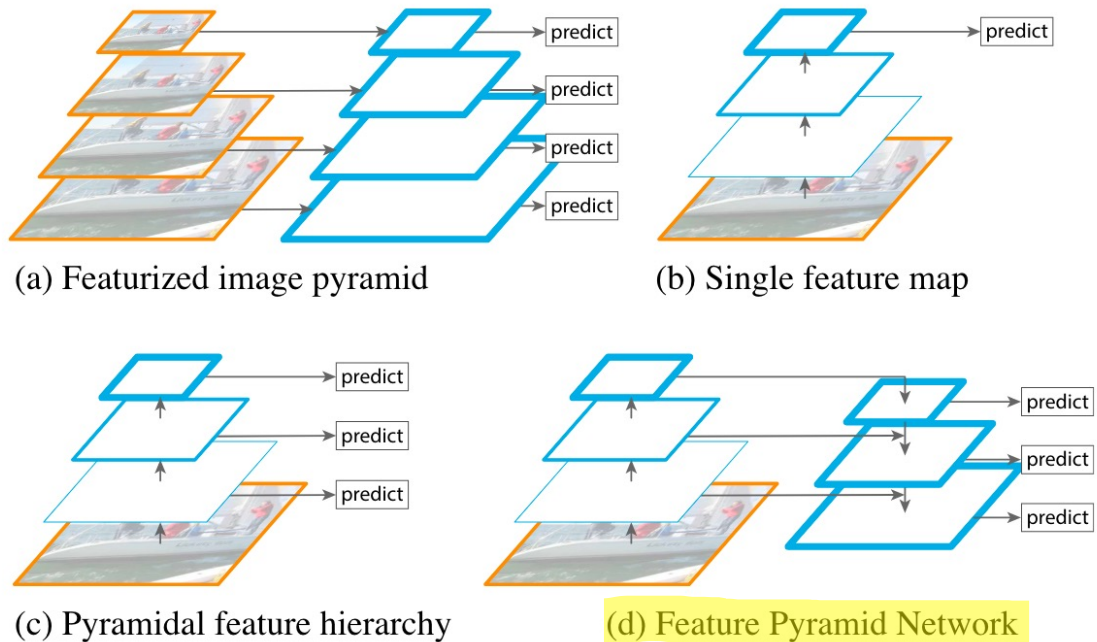 predict
predict
predict
predict
predict
(a) Featurized image pyramid
(b) Single feature map
predict
predict
predict
predict
predict
predict
(c) Pyramidal feature hierarchy
(d) Feature Pyramid Network